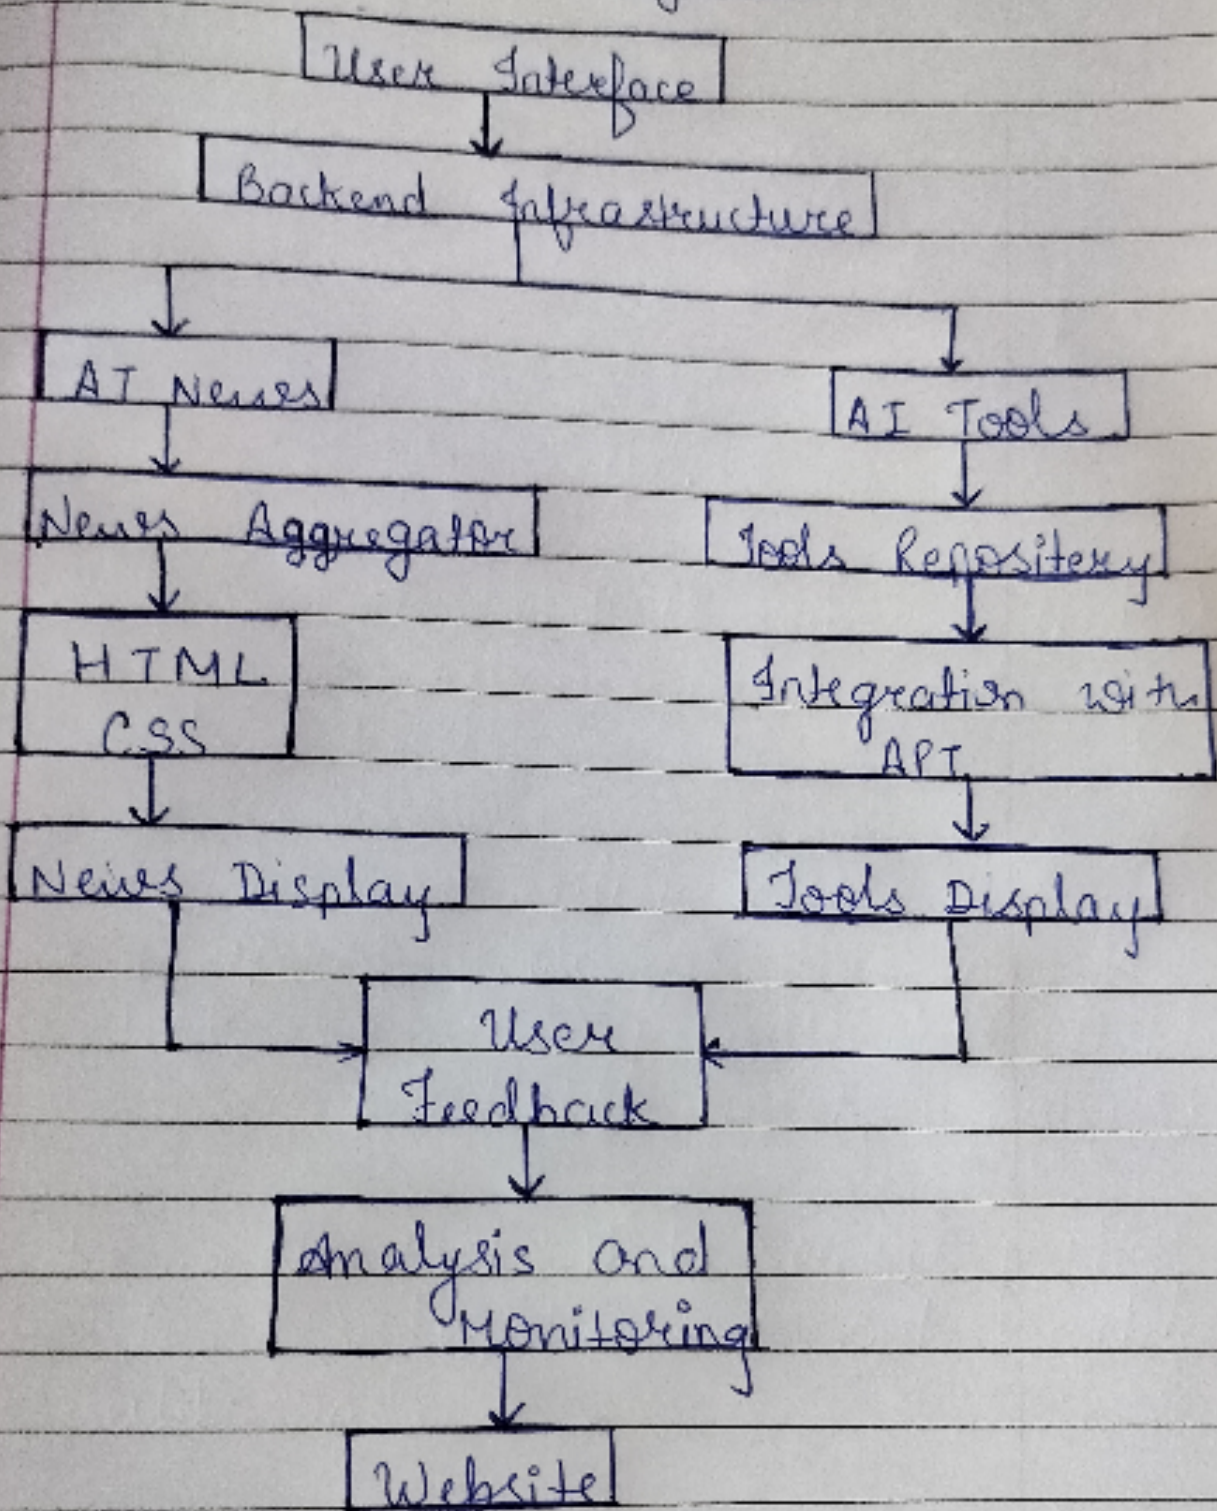 User Interface
Backend Infrastructure
AI News
AI Tools
News Aggregator
Tools Repositery
HTML
CSS
Integration with
API
News Display
Tools Display
User
Feedback
Analysis and
Monitoring
Website